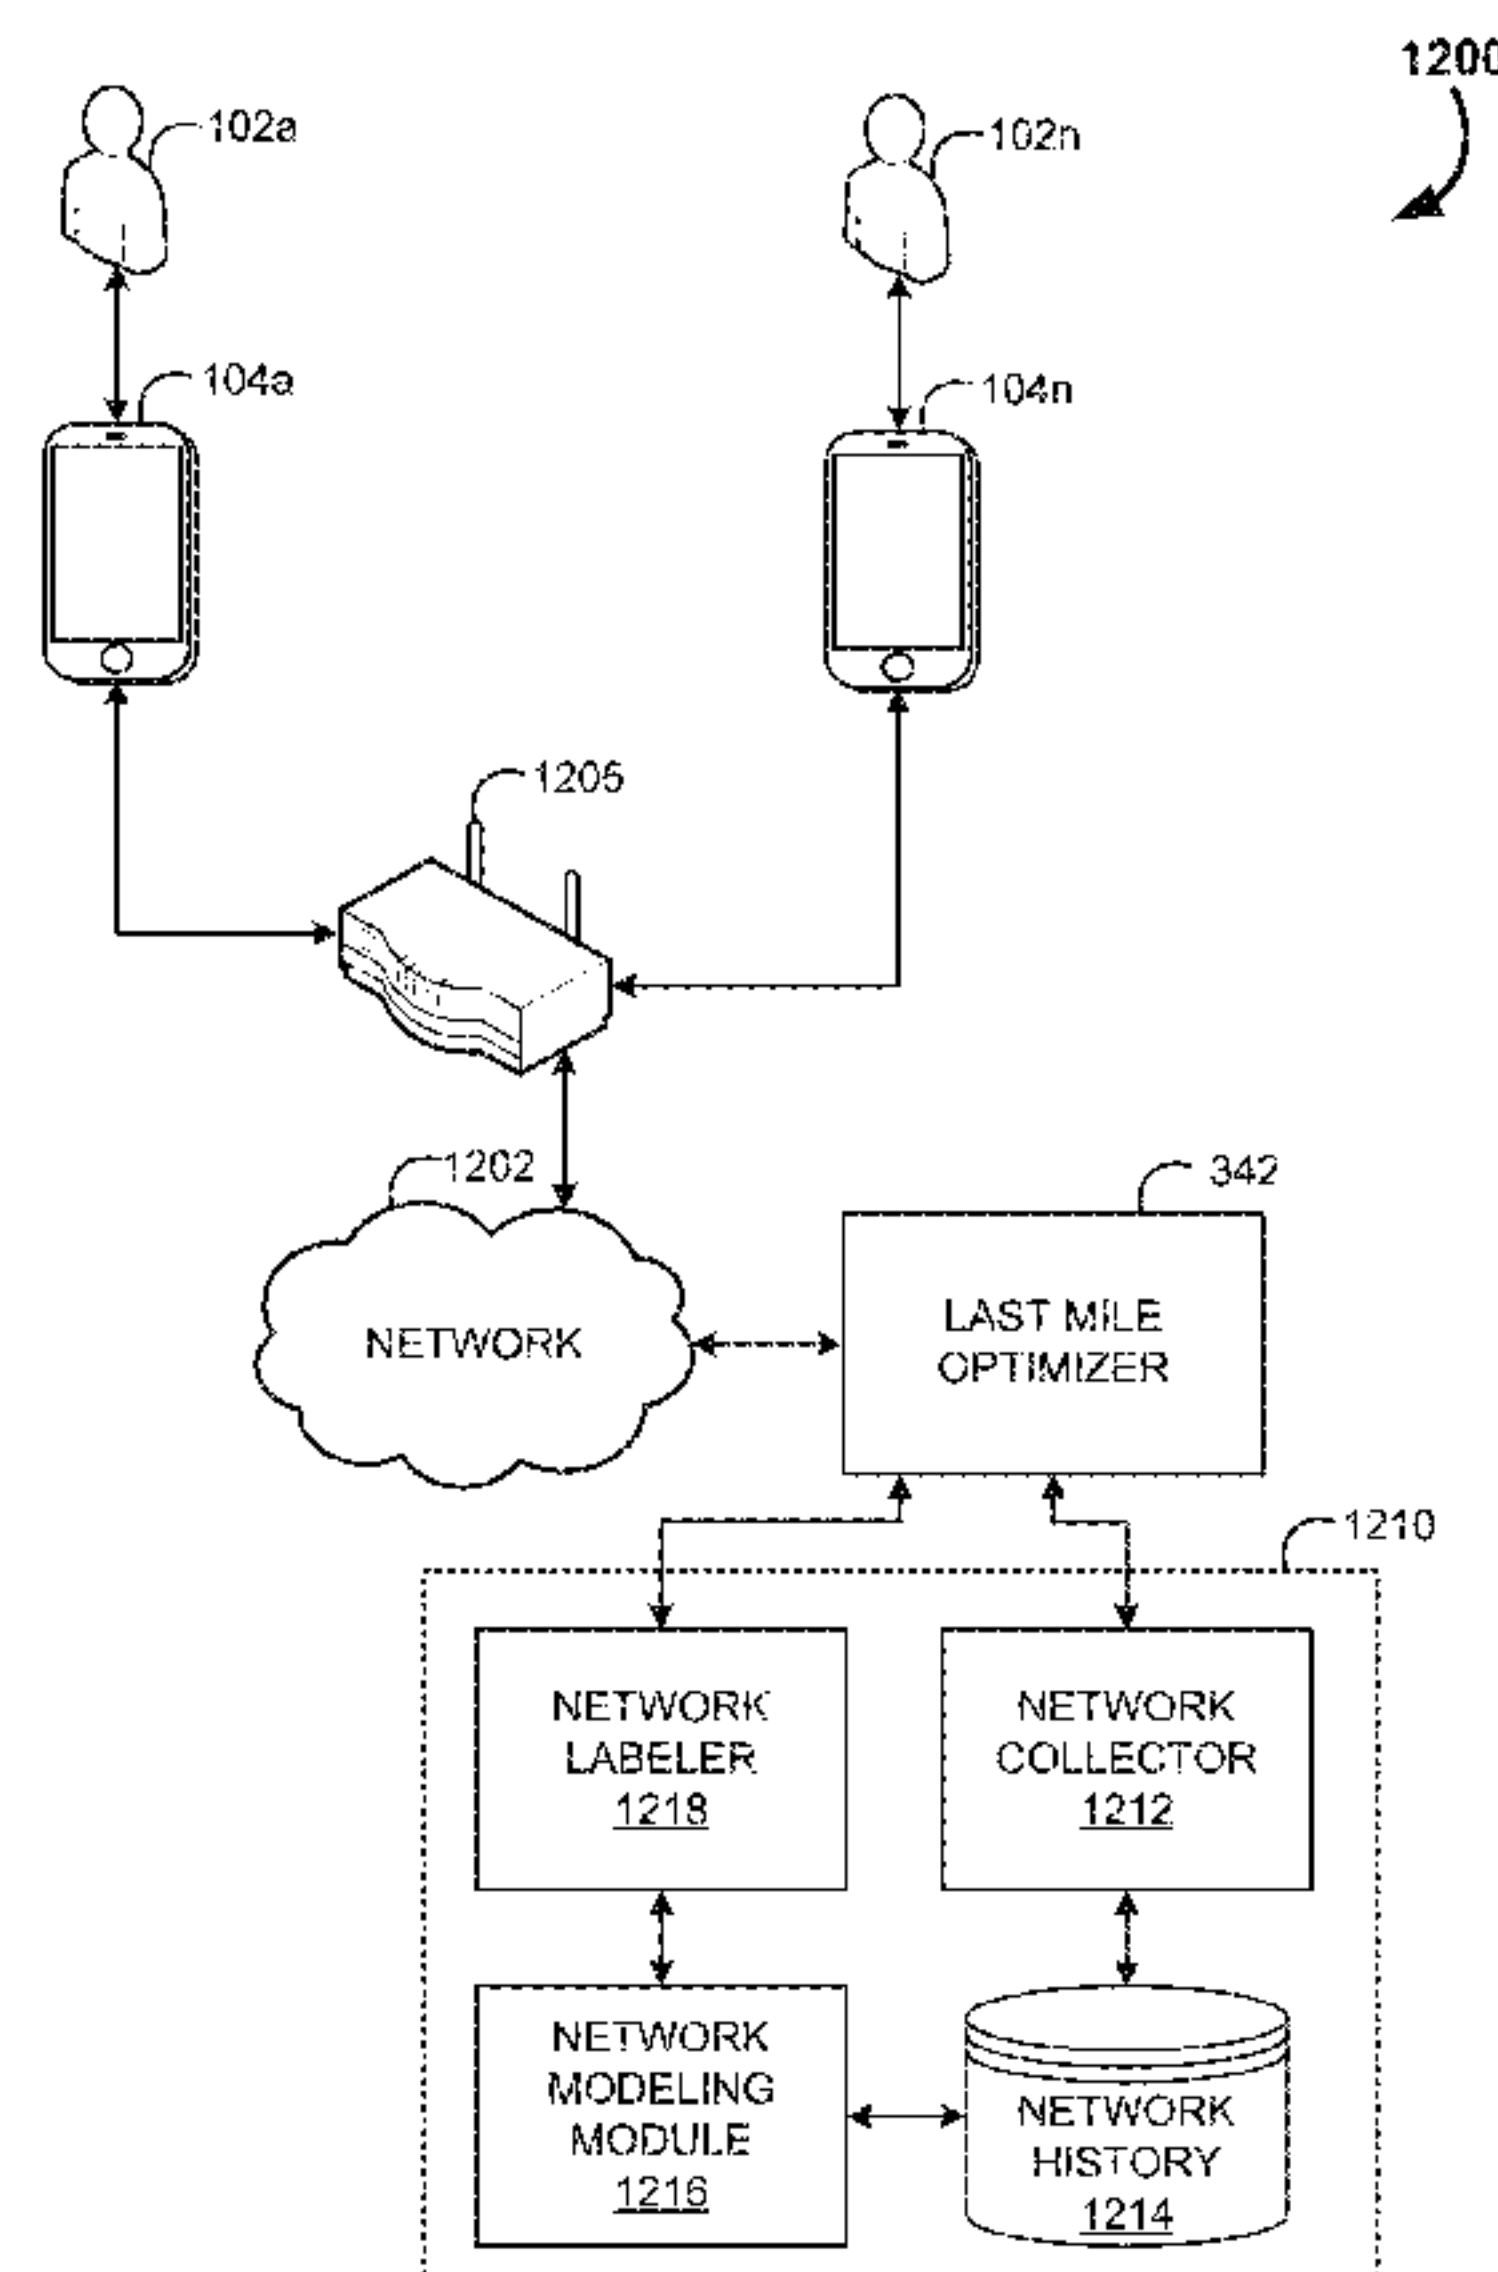 1200
102a
102n
104a
104n
1205
1202
342
NETWORK
LAST MILE
OPTIMIZER
1210
NETWORK
LABELER
1218
NETWORK
COLLECTOR
1212
NETWORK
MODELING
MODULE
1216
NETWORK
HISTORY
1214